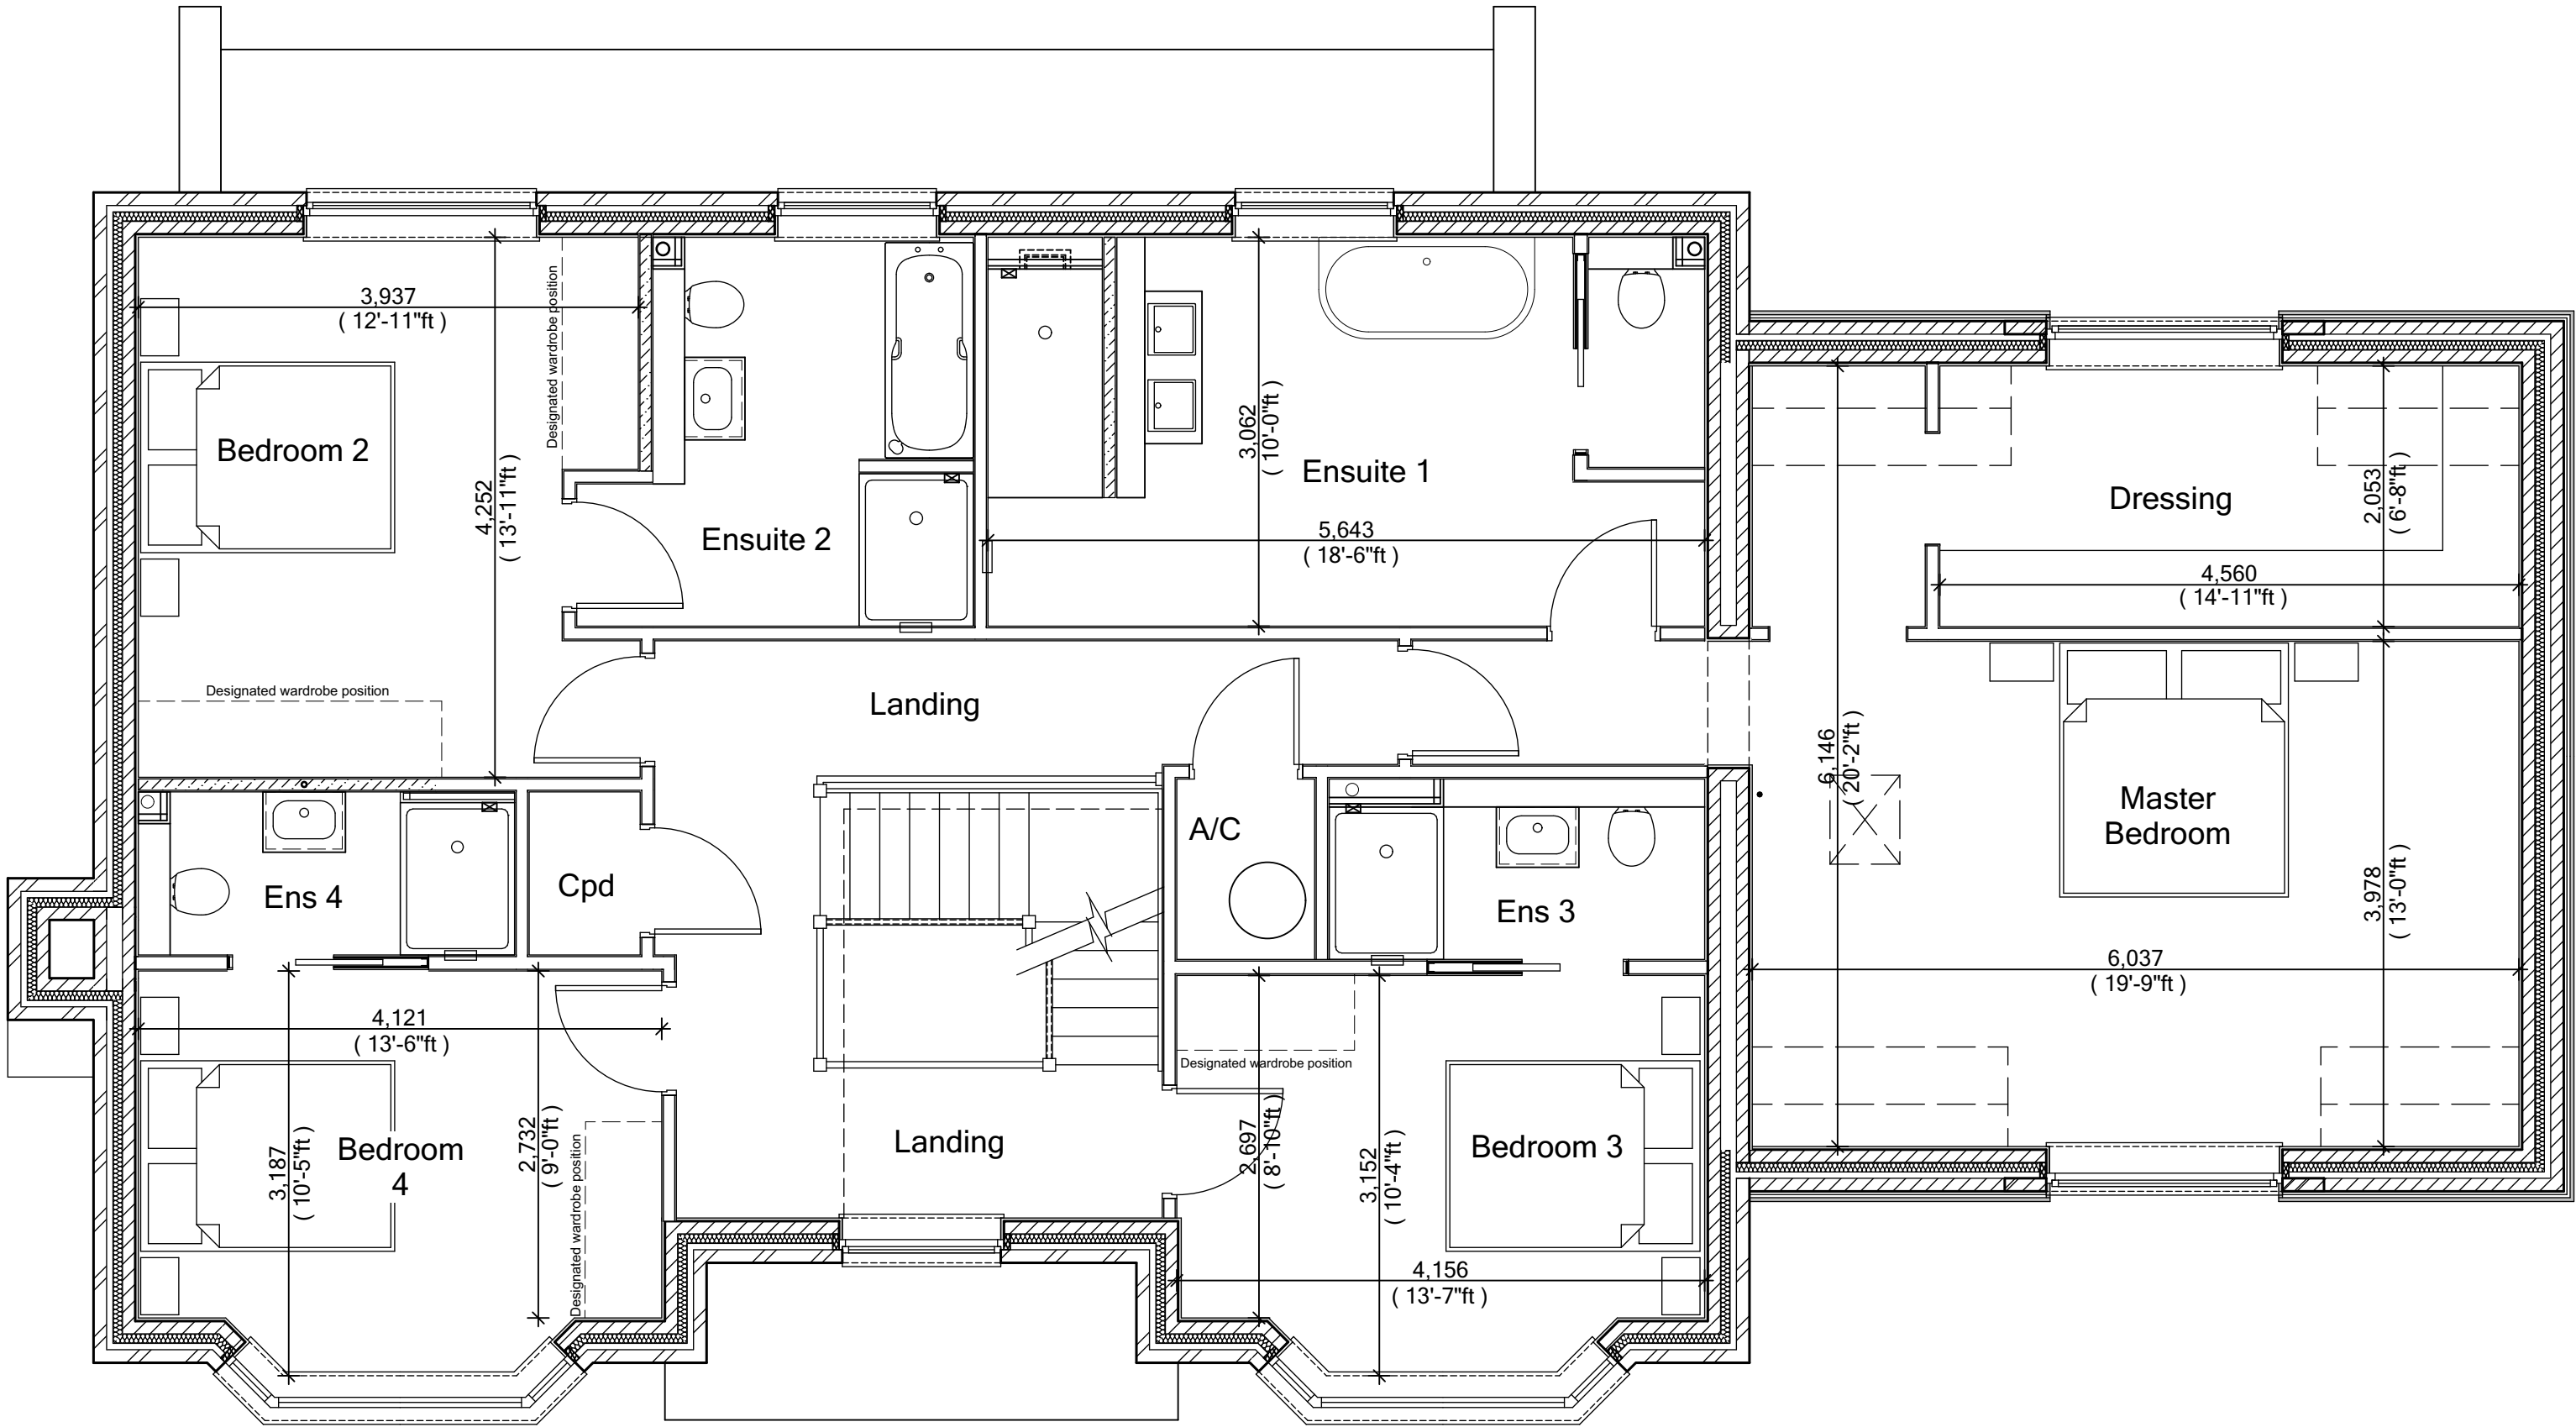 3,937
( 12'-11"ft )
Designated wardrobe position
Bedroom 2
4,252
( 13'-11"ft )
Designated wardrobe position
Ensuite 2
3,062
( 10'-0"ft )
Ensuite 1
5,643
( 18'-6"ft )
Dressing
2,053
( 6'-8"ft )
4,560
( 14'-11"ft )
Landing
6,146
( 20'-2"ft )
Master
Bedroom
3,978
( 13'-0"ft )
6,037
( 19'-9"ft )
Ens 4
Cpd
A/C
Ens 3
4,121
( 13'-6"ft )
3,187
( 10'-5"ft )
Bedroom
4
2,732
( 9'-0"ft )
Designated wardrobe position
Landing
Designated wardrobe position
2,697
( 8'-10"ft )
3,152
( 10'-4"ft )
Bedroom 3
4,156
( 13'-7"ft )